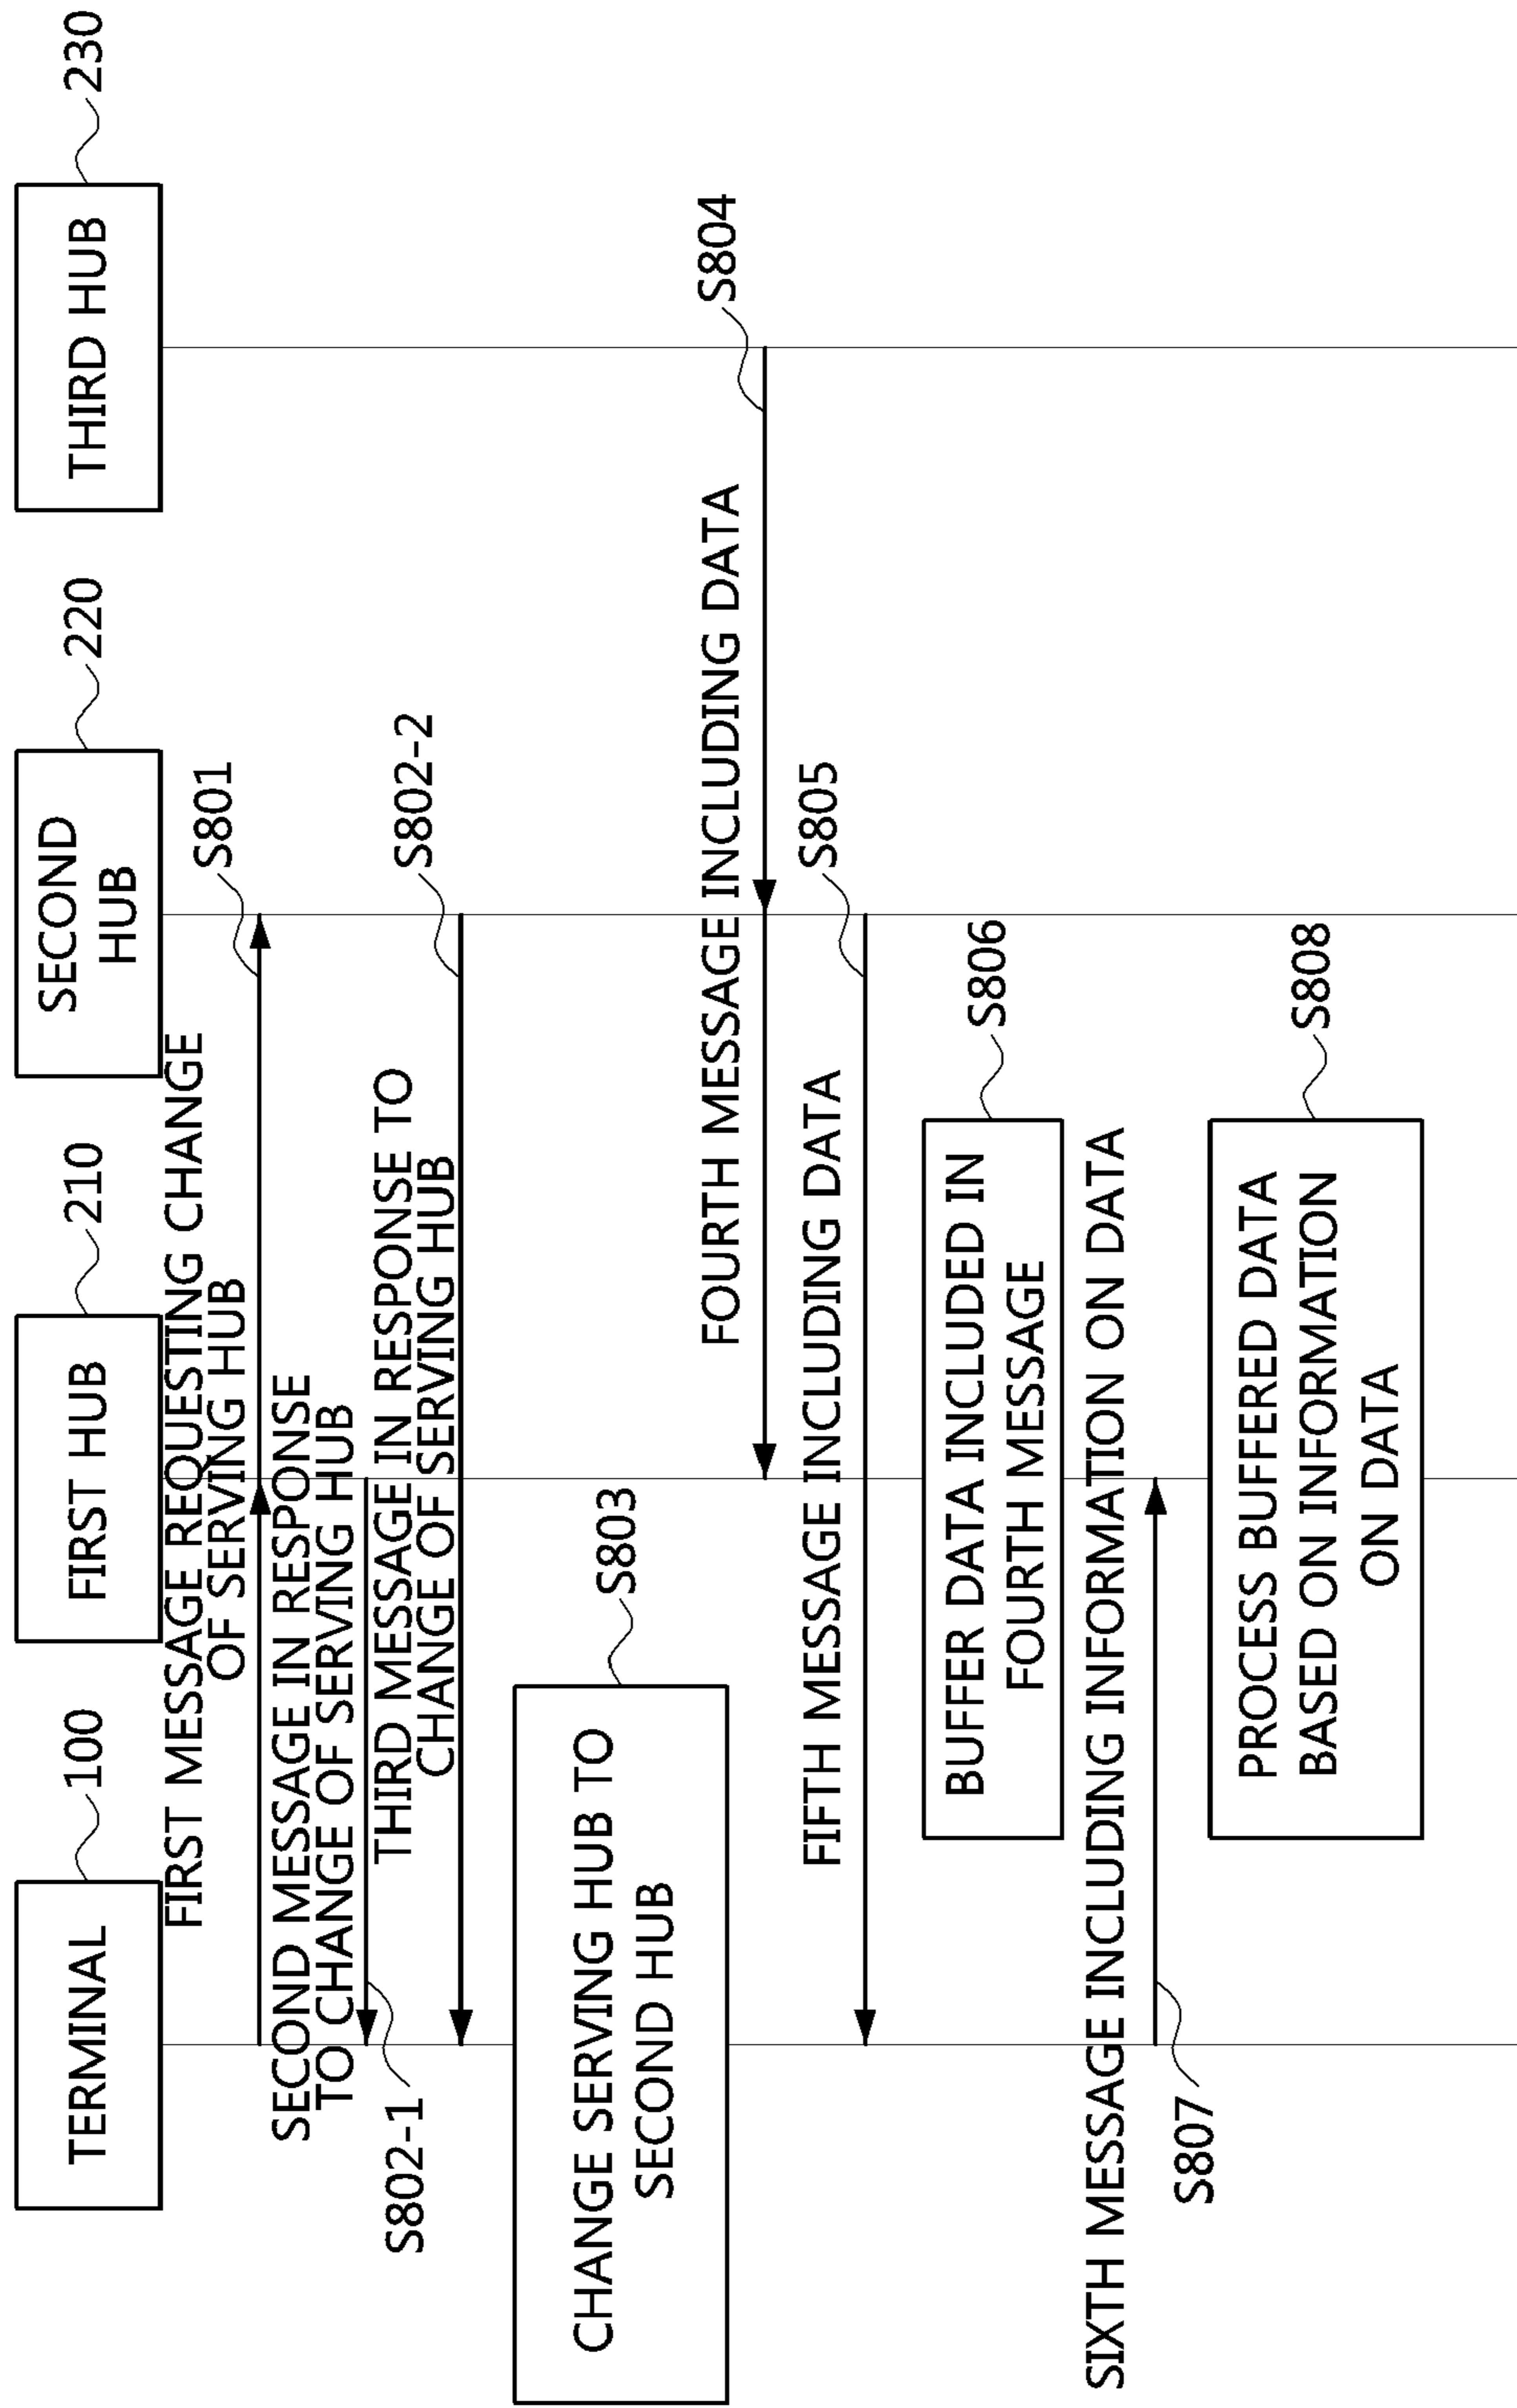 TERMINAL
100
FIRST HUB
210
SECOND
HUB
220
THIRD HUB
230
FIRST MESSAGE REQUESTING CHANGE
OF SERVING HUB
S801
SECOND MESSAGE IN RESPONSE
TO CHANGE OF SERVING HUB
S802-1
THIRD MESSAGE IN RESPONSE TO
CHANGE OF SERVING HUB
S802-2
CHANGE SERVING HUB TO
SECOND HUB
S803
FOURTH MESSAGE INCLUDING DATA
S804
FIFTH MESSAGE INCLUDING DATA
S805
BUFFER DATA INCLUDED IN
FOURTH MESSAGE
S806
SIXTH MESSAGE INCLUDING INFORMATION ON DATA
S807
PROCESS BUFFERED DATA
BASED ON INFORMATION
ON DATA
S808